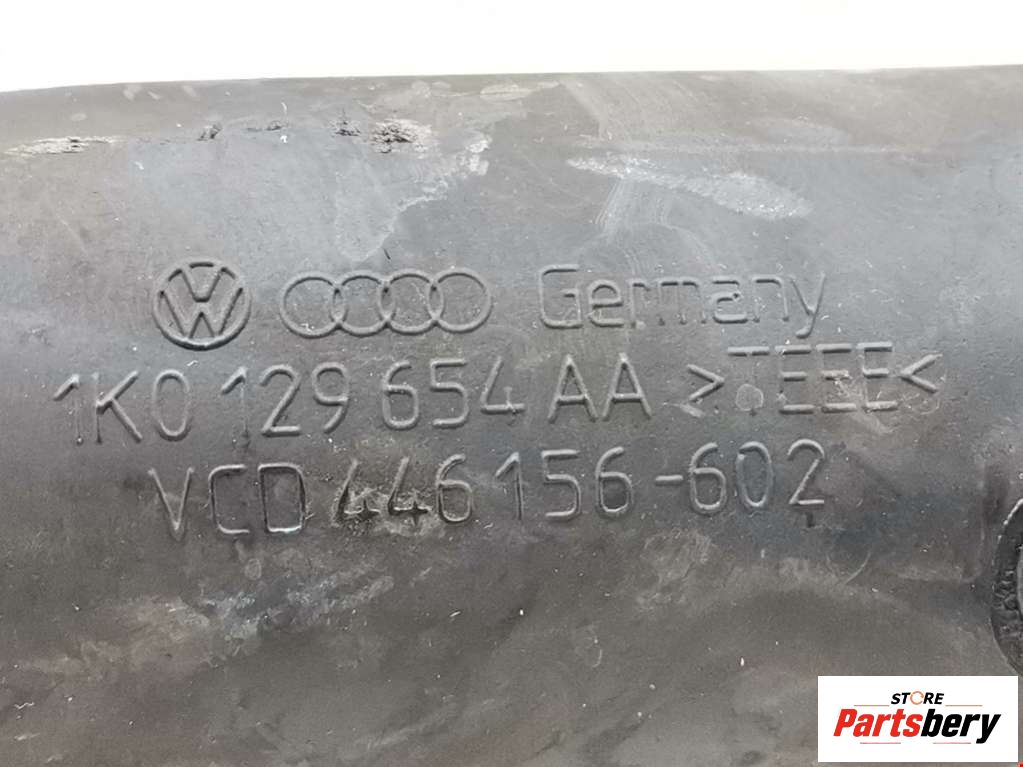 Germany
1K0 129 654 AA >TEEE<
VCD 446 156-602
STORE
Partsbery